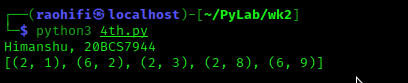 ┌──(raohifi㉿localhost)-[~/PyLab/wk2]
└─$ python3 4th.py
Himanshu, 20BCS7944
[(2, 1), (6, 2), (2, 3), (2, 8), (6, 9)]